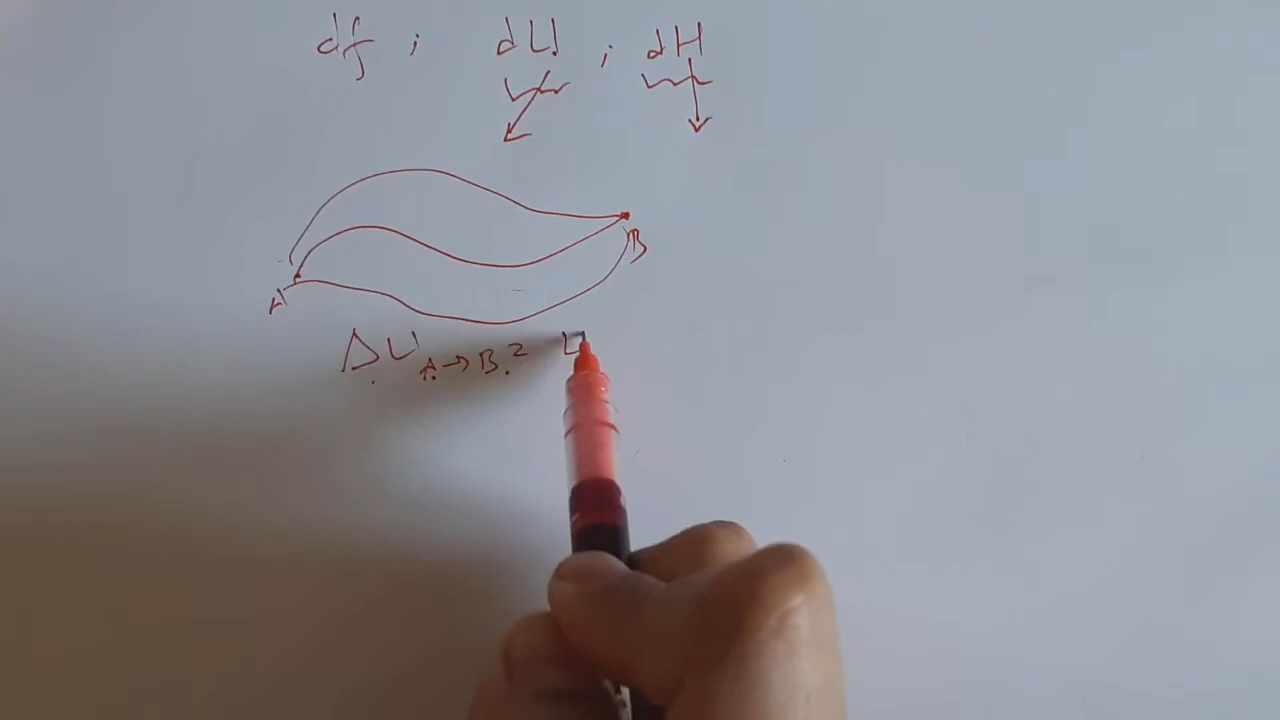 df ; dU ; dH
B
A
ΔU A→B = U